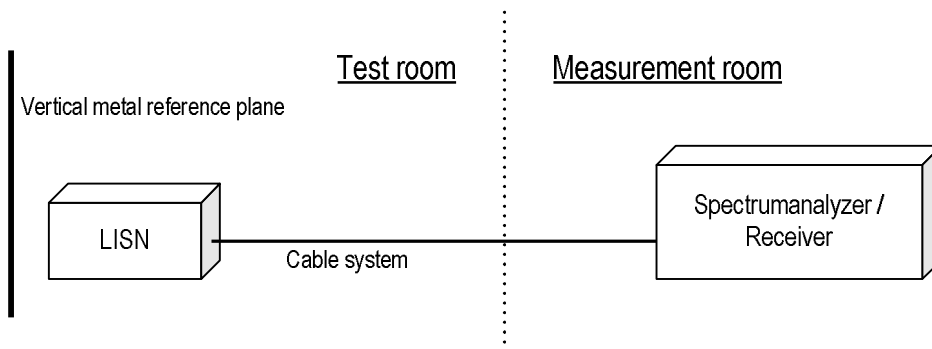 Test room
Measurement room
Vertical metal reference plane
LISN
Cable system
Spectrumanalyzer /
Receiver